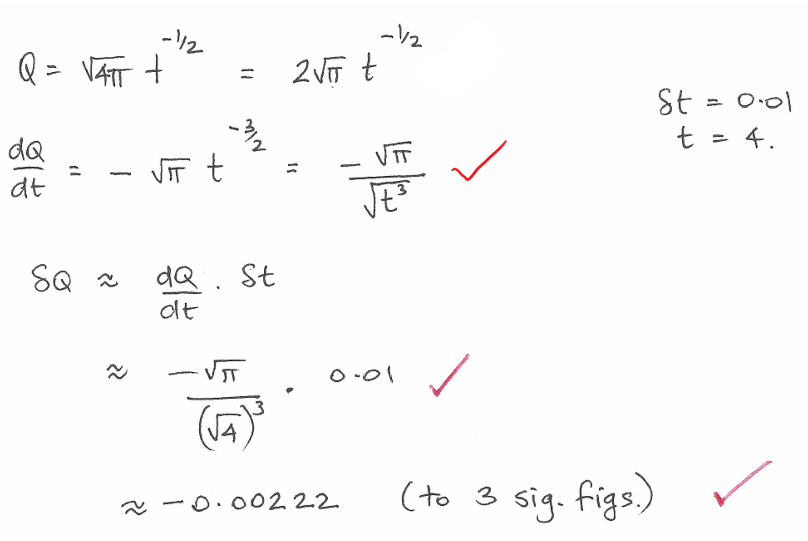 Q = √4π t^-1/2 = 2√π t^-1/2
δt = 0.01
t = 4.
dQ/dt = - √π t^-3/2 = -√π/√t³
δQ ≈ dQ/dt . δt
≈ -√π/(√4)³ . 0.01
≈ -0.00222 (to 3 sig. figs.)